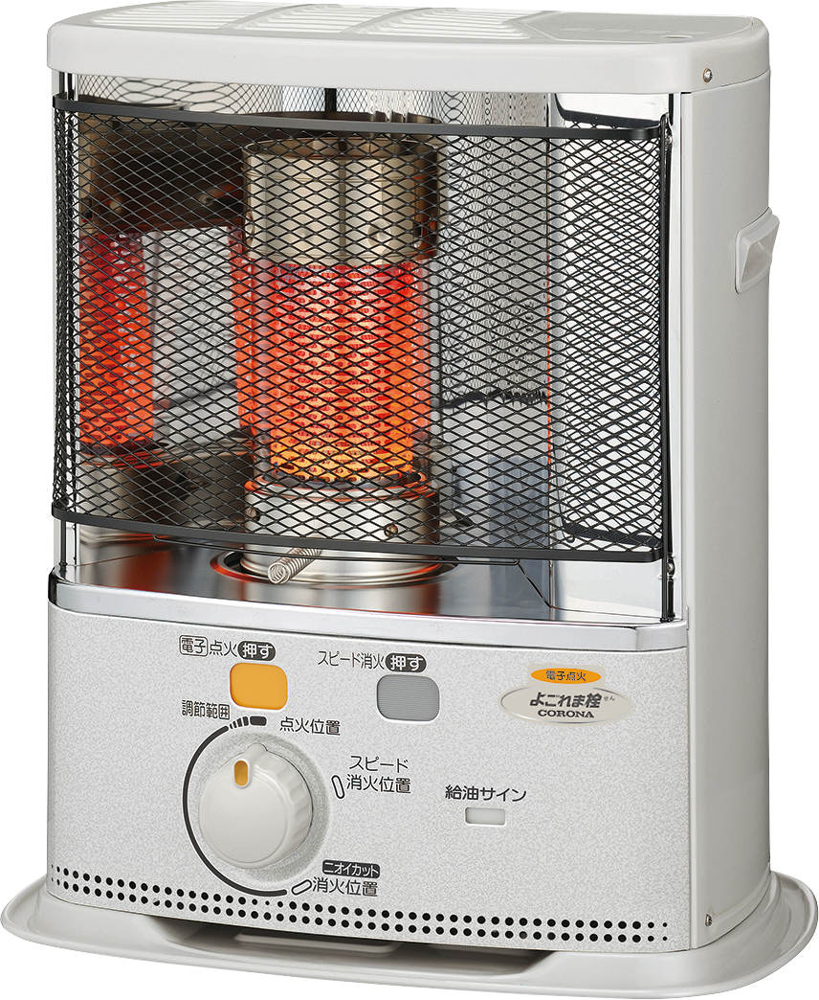 電子点火押す
スピード消火押す
電子点火
よごれま栓せん
CORONA
調節範囲
点火位置
スピード
消火位置
給油サイン
ニオイカット
消火位置